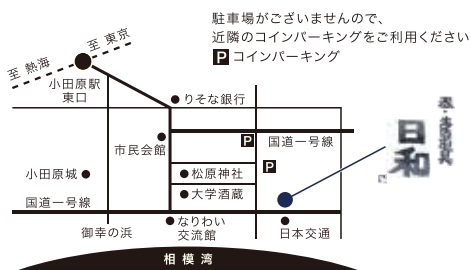 駐車場がございませんので、
近隣のコインパーキングをご利用ください
P コインパーキング
至 東京
至 熱海
小田原駅
東口
りそな銀行
市民会館
P
国道一号線
P
小田原城
松原神社
大学酒蔵
国道一号線
日和
御幸の浜
なりわい
交流館
日本交通
相模湾